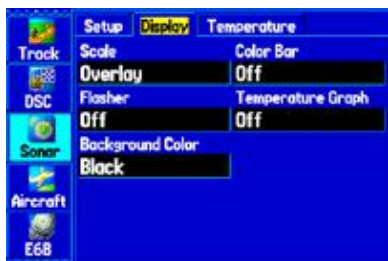 Setup Display Temperature
Track
Scale Color Bar
Overlay Off
DSC
Flasher Temperature Graph
Off Off
Sonar
Background Color
Black
Aircraft
E6B